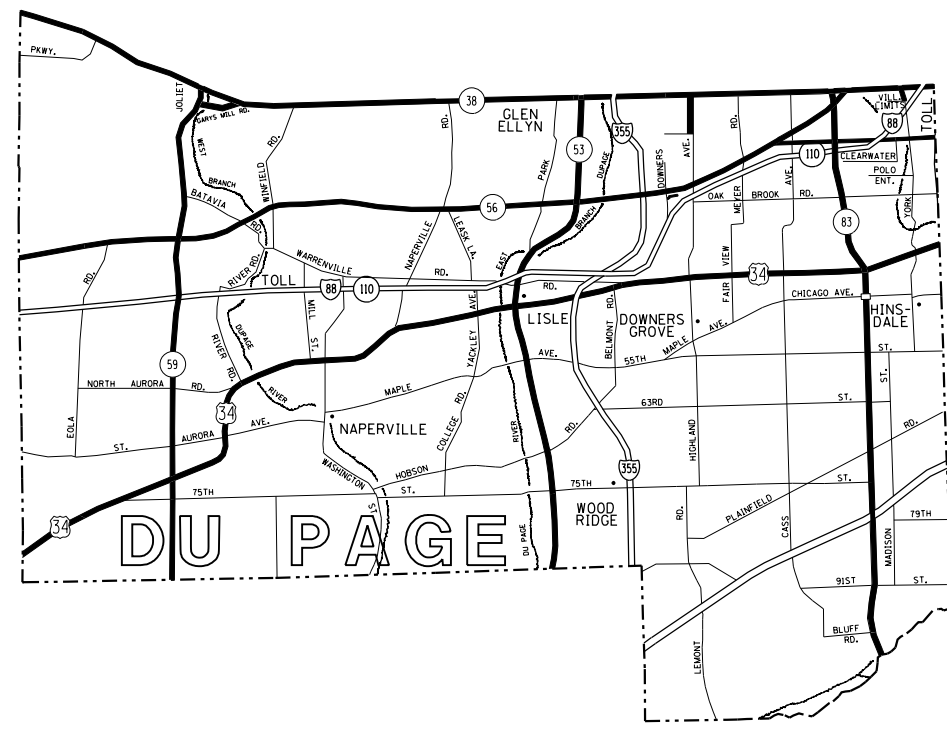 PKWY.
JOLIET
GARYS MILL RD.
38
GLEN
ELLYN
RD.
355
VILL
LIMITS
88
TOLL
WEST
BRANCH
RD.
WINFIELD
53
PARK
DUPAGE
BRANCH
DOWNERS
AVE.
RD.
110
AVE.
CLEARWATER
POLO
ENT.
BATAVIA
RD.
56
OAK
MEYER
BROOK
RD.
YORK
83
NAPERVILLE
LEASK LA.
EAST
WARRENVILLE
RD.
RD.
RIVER RD.
TOLL
88
110
RD.
FAIR VIEW
34
CHICAGO AVE.
HINS-
DALE
MILL
ST.
AVE.
LISLE
RD.
DOWNERS
GROVE
MAPLE AVE.
DUPAGE
RIVER
RD.
RIVER
YACKLEY
AVE.
BELMONT
55TH
ST.
ST.
59
NORTH AURORA RD.
34
MAPLE
63RD
ST.
EOLA
ST.
AURORA
AVE.
NAPERVILLE
COLLEGE
RD.
RIVER
RD.
HIGHLAND
RD.
WASHINGTON
ST.
HOBSON
ST.
75TH
75TH
355
ST.
34
DU PAGE
DU PAGE
WOOD
RIDGE
RD.
PLAINFIELD
CASS
79TH
MADISON
91ST
ST.
BLUFF
RD.
LEMONT